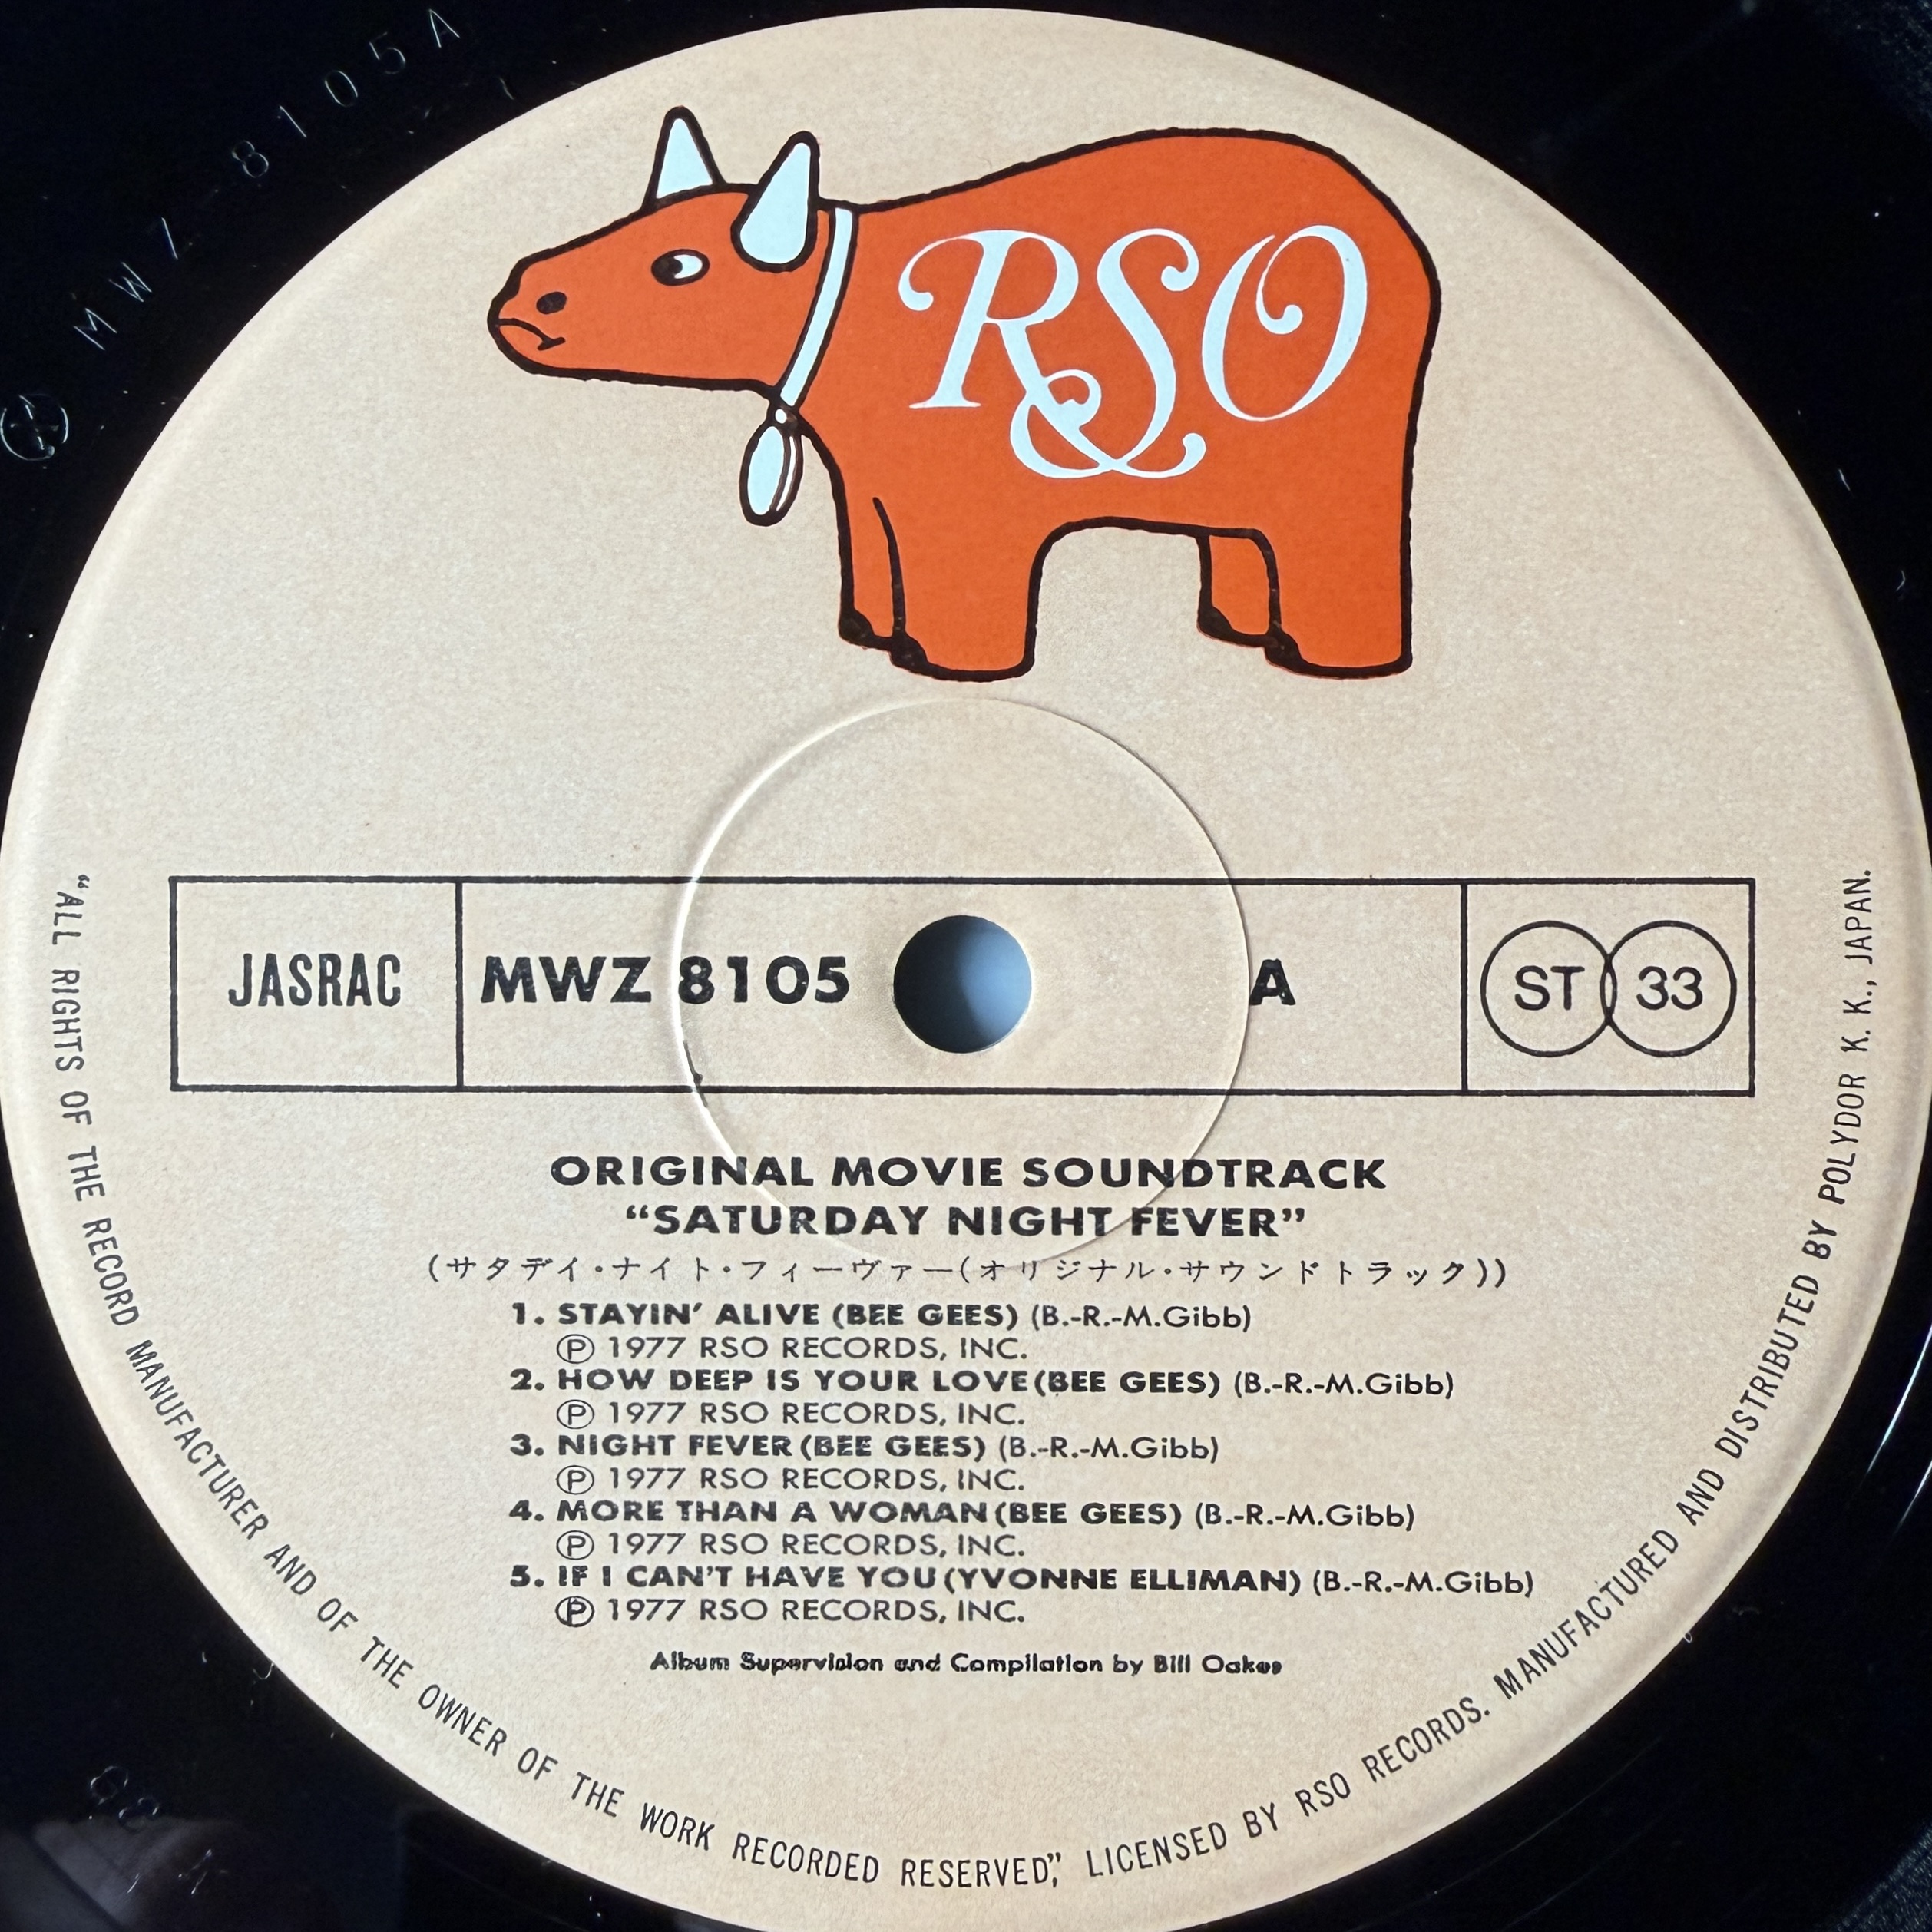 MWZ 8105 A
RSO
JASRAC
MWZ 8105
A
ST 33
ORIGINAL MOVIE SOUNDTRACK
“SATURDAY NIGHT FEVER”
(サタデイ・ナイト・フィーヴァー(オリジナル・サウンドトラック))
1. STAYIN’ ALIVE (BEE GEES) (B.-R.-M.Gibb)
Ⓟ 1977 RSO RECORDS, INC.
2. HOW DEEP IS YOUR LOVE (BEE GEES) (B.-R.-M.Gibb)
Ⓟ 1977 RSO RECORDS, INC.
3. NIGHT FEVER (BEE GEES) (B.-R.-M.Gibb)
Ⓟ 1977 RSO RECORDS, INC.
4. MORE THAN A WOMAN (BEE GEES) (B.-R.-M.Gibb)
Ⓟ 1977 RSO RECORDS, INC.
5. IF I CAN’T HAVE YOU (YVONNE ELLIMAN) (B.-R.-M.Gibb)
Ⓟ 1977 RSO RECORDS, INC.
Album Supervision and Compilation by Bill Oakes
“ALL RIGHTS OF THE RECORD MANUFACTURER AND OF THE OWNER OF THE WORK RECORDED RESERVED”, LICENSED BY RSO RECORDS. MANUFACTURED AND DISTRIBUTED BY POLYDOR K. K., JAPAN.